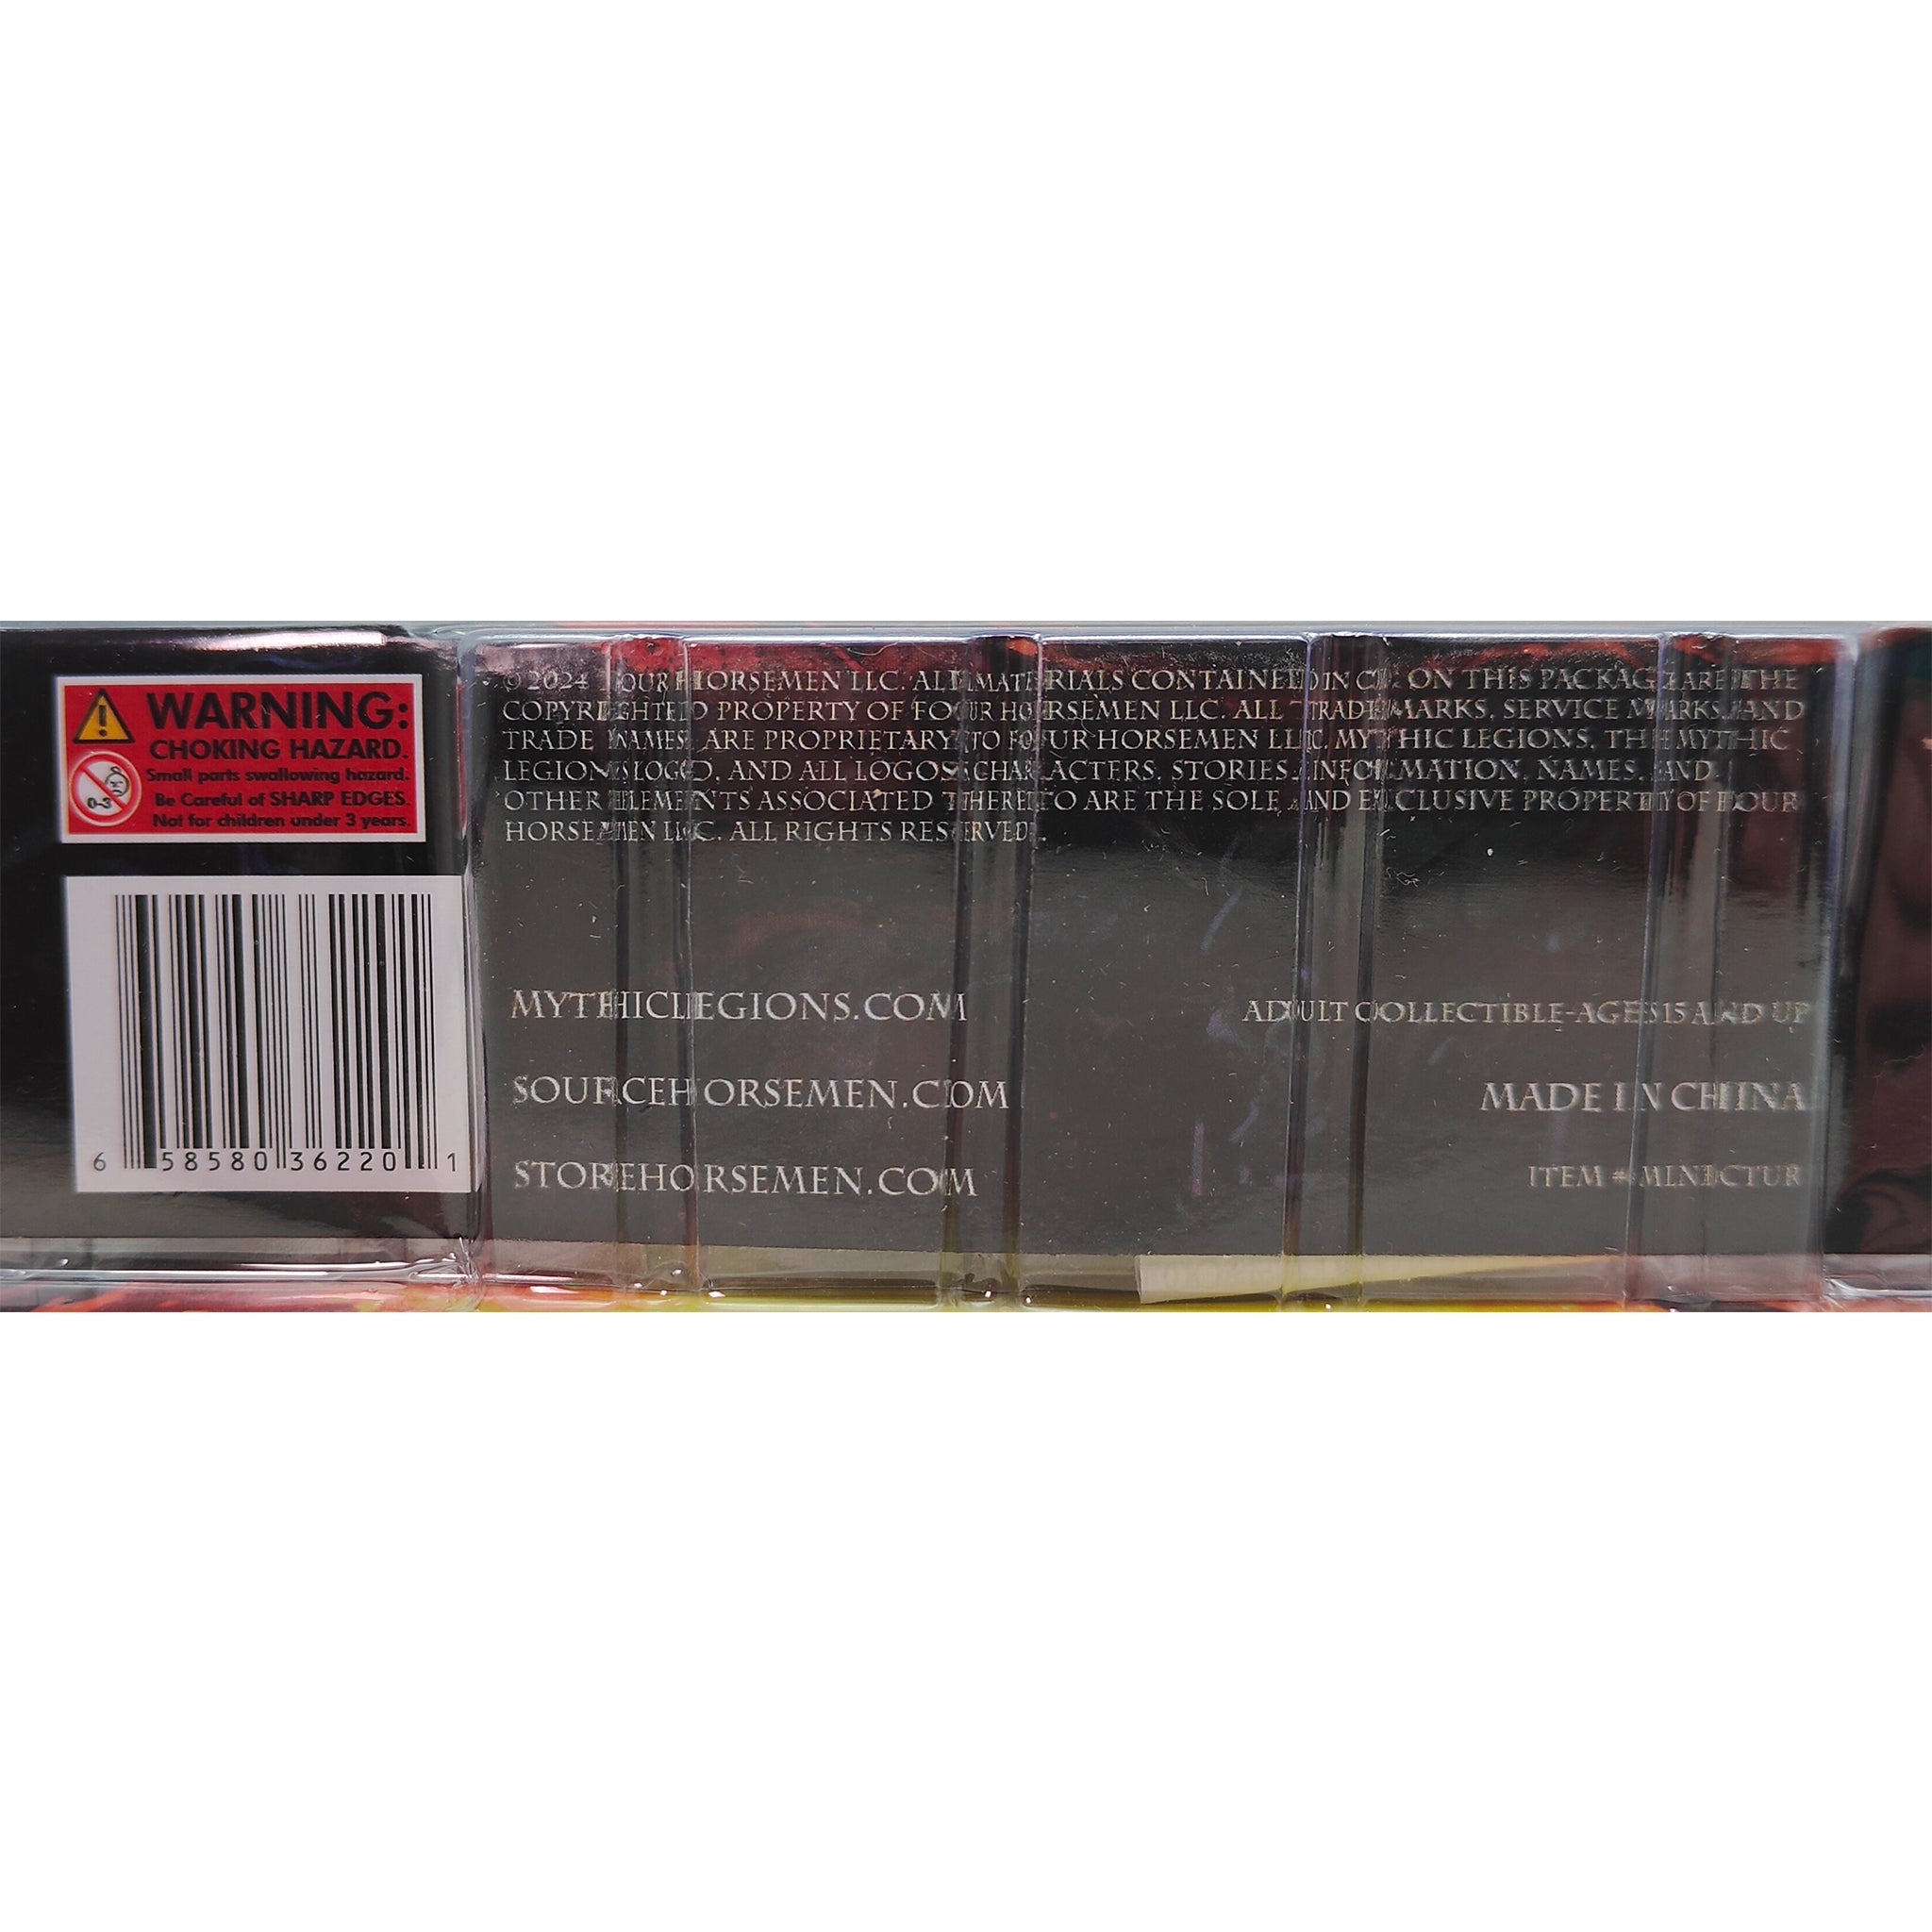 WARNING:
CHOKING HAZARD.
Small parts swallowing hazard.
0-3
Be Careful of SHARP EDGES.
Not for children under 3 years.
6 58580 36220 1
© 2024 FOUR HORSEMEN LLC. ALL MATERIALS CONTAINED IN OR ON THIS PACKAGE ARE THE
COPYRIGHTED PROPERTY OF FOUR HORSEMEN LLC. ALL TRADEMARKS, SERVICE MARKS, AND
TRADE NAMES ARE PROPRIETARY TO FOUR HORSEMEN LLC. MYTHIC LEGIONS, THE MYTHIC
LEGIONS LOGO, AND ALL LOGOS, CHARACTERS, STORIES, INFORMATION, NAMES, AND
OTHER ELEMENTS ASSOCIATED THERETO ARE THE SOLE AND EXCLUSIVE PROPERTY OF FOUR
HORSEMEN LLC. ALL RIGHTS RESERVED.
MYTHICLEGIONS.COM
SOURCEHORSEMEN.COM
STOREHORSEMEN.COM
ADULT COLLECTIBLE-AGES 15 AND UP
MADE IN CHINA
ITEM #